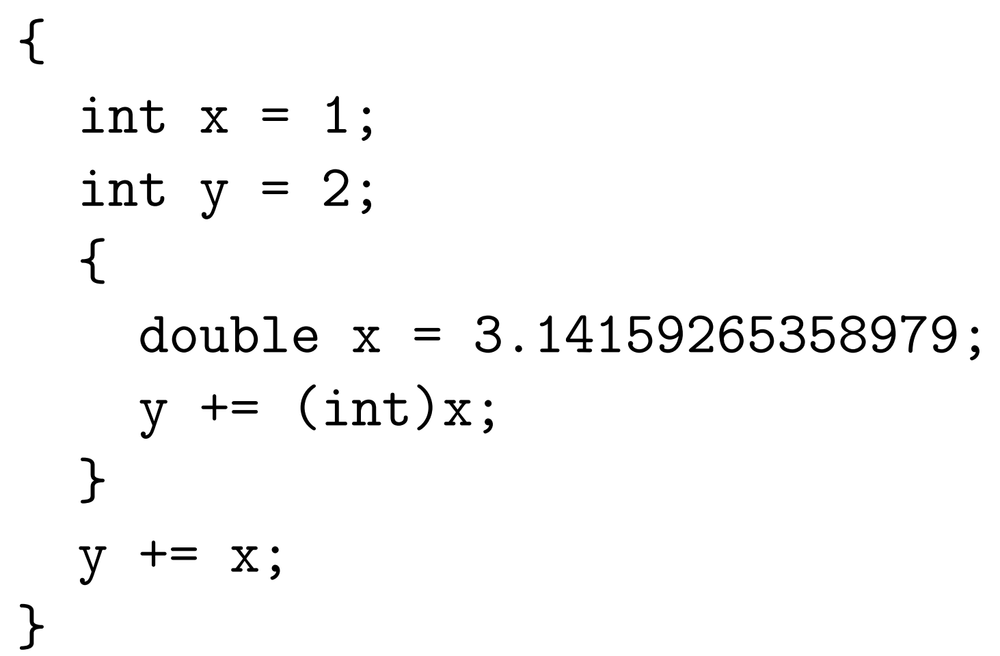 {
  int x = 1;
  int y = 2;
  {
    double x = 3.14159265358979;
    y += (int)x;
  }
  y += x;
}